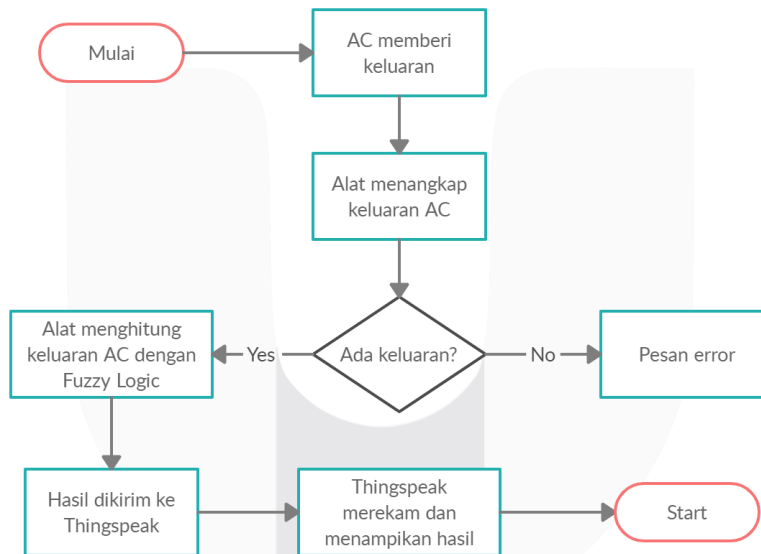 Mulai
AC memberi
keluaran
Alat menangkap
keluaran AC
Ada keluaran?
Yes
No
Alat menghitung
keluaran AC dengan
Fuzzy Logic
Pesan error
Hasil dikirim ke
Thingspeak
Thingspeak
merekam dan
menampikan hasil
Start